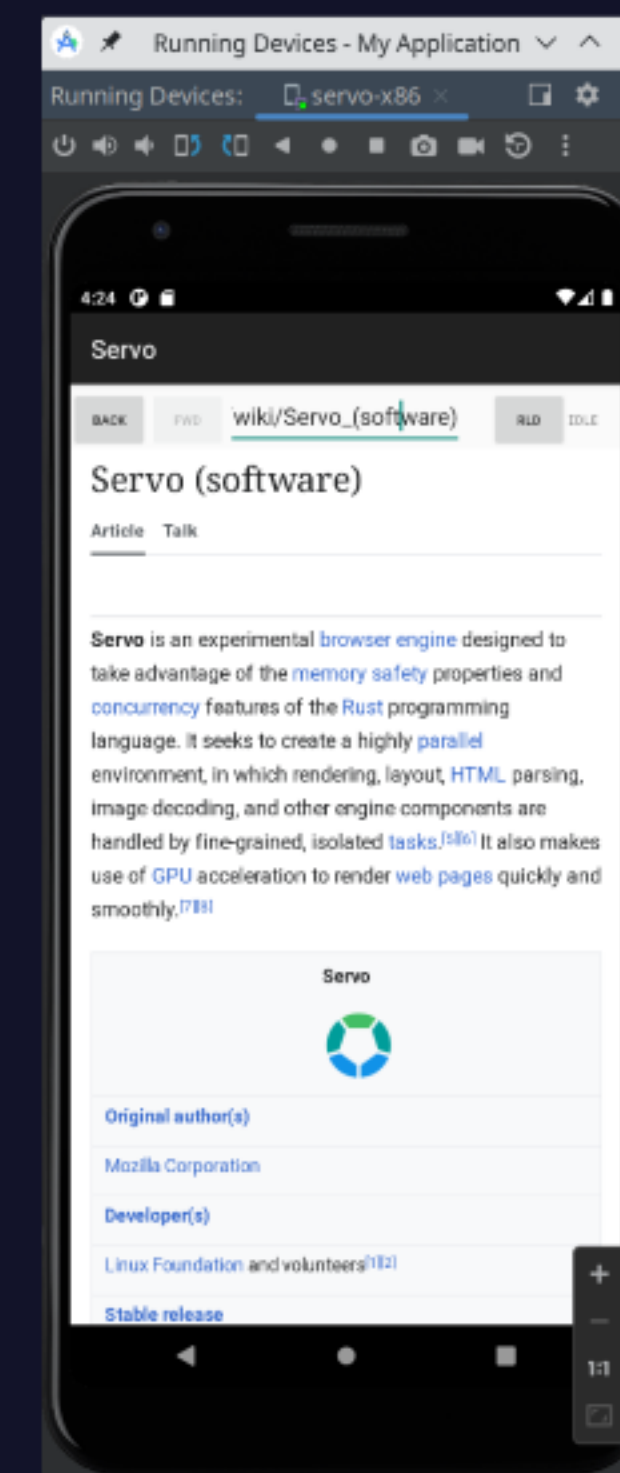 Running Devices - My Application
Running Devices: servo-x86
4:24
Servo
BACK FWD wiki/Servo_(software) RLD IDLE
Servo (software)
Article Talk
Servo is an experimental browser engine designed to
take advantage of the memory safety properties and
concurrency features of the Rust programming
language. It seeks to create a highly parallel
environment, in which rendering, layout, HTML parsing,
image decoding, and other engine components are
handled by fine-grained, isolated tasks.[5][6] It also makes
use of GPU acceleration to render web pages quickly and
smoothly.[7][8]
Servo
Original author(s)
Mozilla Corporation
Developer(s)
Linux Foundation and volunteers[1][2]
Stable release
1:1